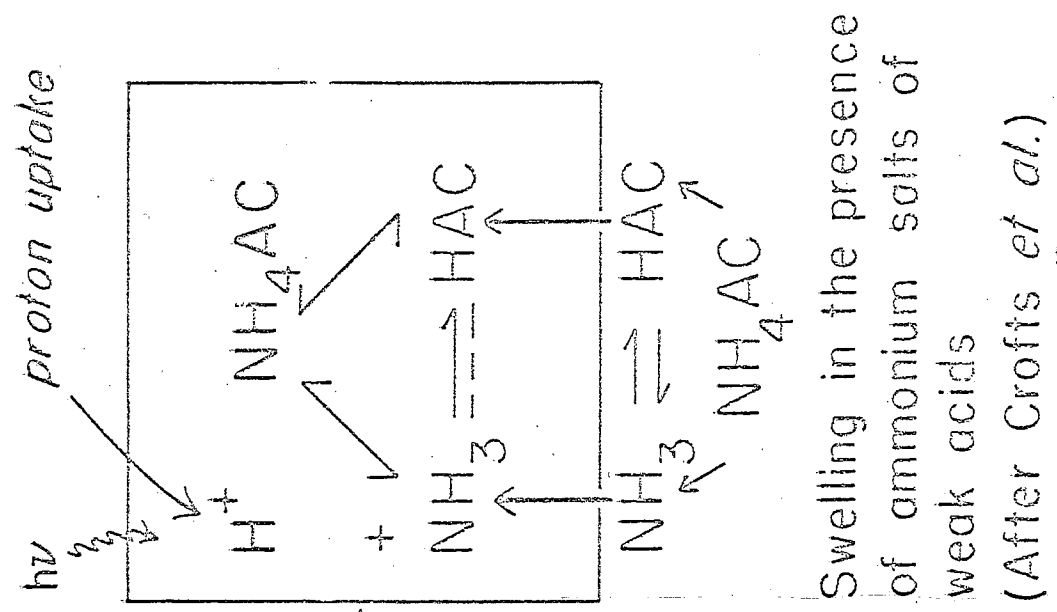 hν proton uptake
H+ NH4AC
+
NH3 HAC
NH3 HAC
NH4AC
Swellling in the presence
of ammonium salts of
weak acids
(After Crofts et al.)